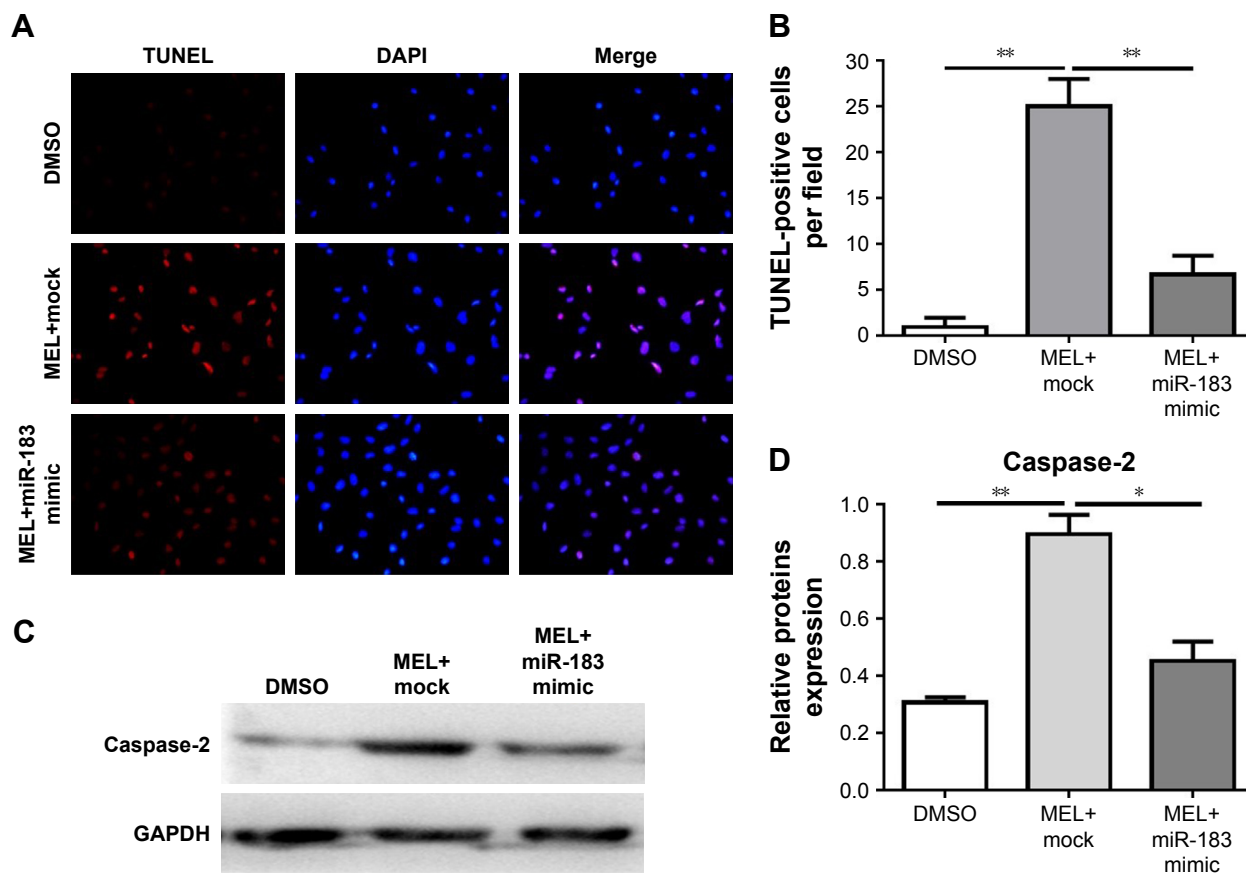 A
TUNEL
DAPI
Merge
DMSO
MEL+mock
MEL+miR-183
mimic
B
TUNEL-positive cells
per field
30
25
20
15
10
5
0
**
**
DMSO
MEL+
mock
MEL+
miR-183
mimic
C
DMSO
MEL+
mock
MEL+
miR-183
mimic
Caspase-2
GAPDH
D
Caspase-2
Relative proteins
expression
1.0
0.8
0.6
0.4
0.2
0.0
**
*
DMSO
MEL+
mock
MEL+
miR-183
mimic